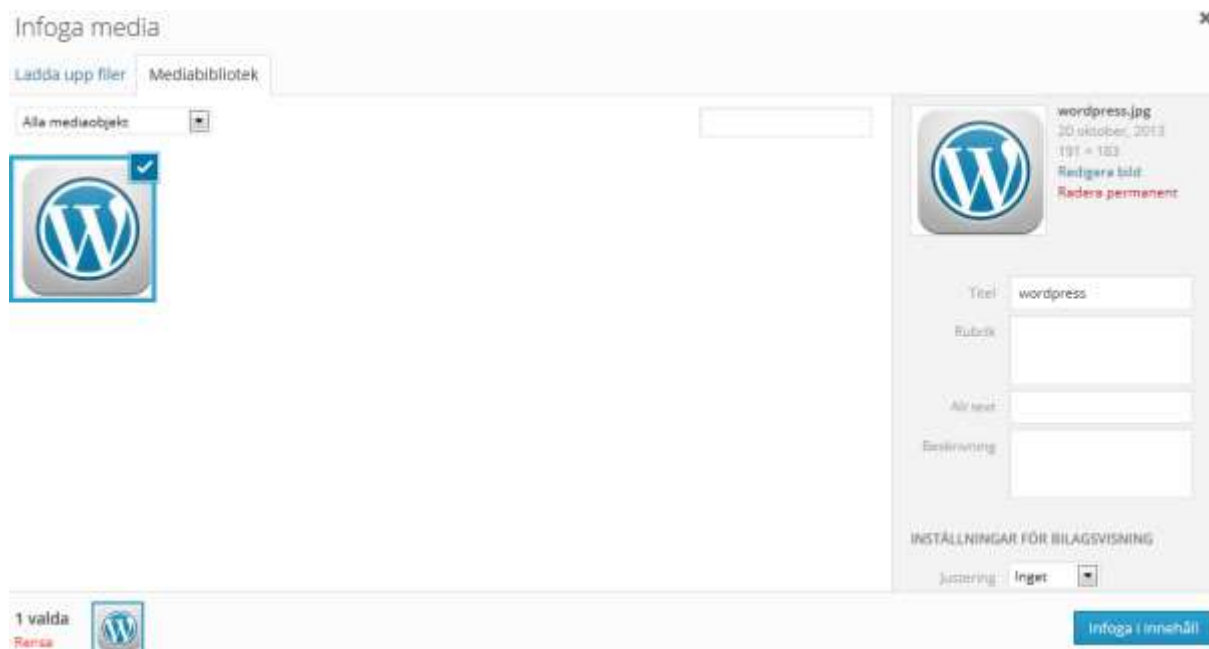 Infoga media
Ladda upp filer
Mediabibliotek
Alla mediaobjekt
wordpress.jpg
20 oktober, 2013
191 × 183
Redigera bild
Radera permanent
Titel
wordpress
Rubrik
Alt text
Beskrivning
INSTÄLLNINGAR FÖR BILAGSVISNING
Justering
Inget
1 valda
Rensa
Infoga i innehåll